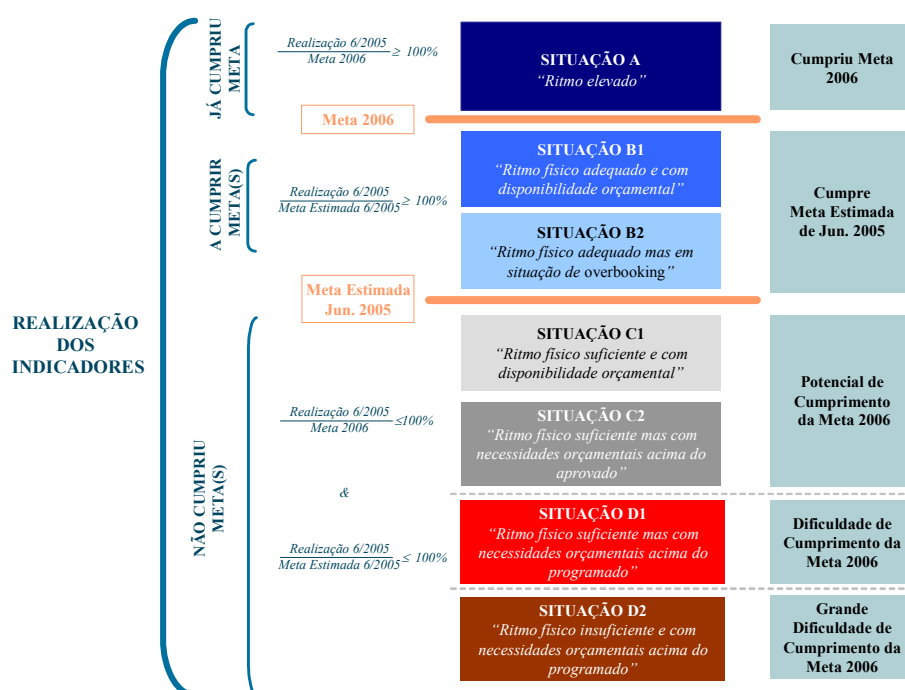 REALIZAÇÃO
DOS
INDICADORES
JÁ CUMPRIU
META
Realização 6/2005
Meta 2006
≥ 100%
SITUAÇÃO A
“Ritmo elevado”
Cumpriu Meta
2006
Meta 2006
A CUMPRIR
META(S)
Realização 6/2005
Meta Estimada 6/2005
≥ 100%
SITUAÇÃO B1
“Ritmo físico adequado e com
disponibilidade orçamental”
SITUAÇÃO B2
“Ritmo físico adequado mas em
situação de overbooking”
Cumpre
Meta Estimada
de Jun. 2005
Meta Estimada
Jun. 2005
NÃO CUMPRIU
META(S)
Realização 6/2005
Meta 2006
≤100%
&
Realização 6/2005
Meta Estimada 6/2005
≤ 100%
SITUAÇÃO C1
“Ritmo físico suficiente e com
disponibilidade orçamental”
SITUAÇÃO C2
“Ritmo físico suficiente mas com
necessidades orçamentais acima do
aprovado”
Potencial de
Cumprimento
da Meta 2006
SITUAÇÃO D1
“Ritmo físico suficiente mas com
necessidades orçamentais acima do
programado”
Dificuldade de
Cumprimento da
Meta 2006
SITUAÇÃO D2
“Ritmo físico insuficiente e com
necessidades orçamentais acima do
programado”
Grande
Dificuldade de
Cumprimento da
Meta 2006